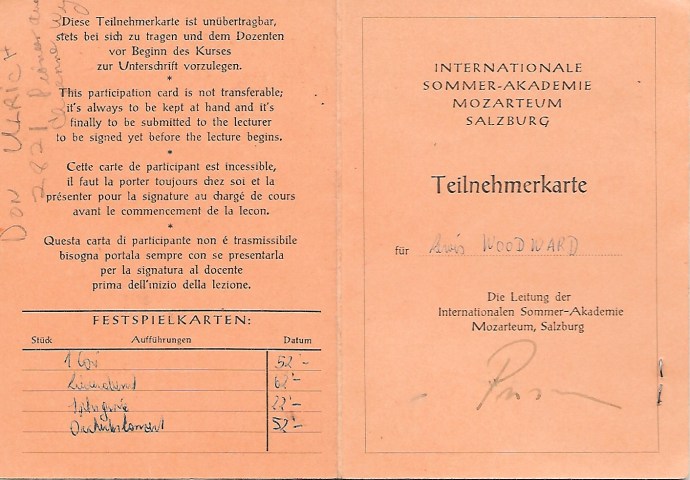 Diese Teilnehmerkarte ist unübertragbar,
stets bei sich zu tragen und dem Dozenten
vor Beginn des Kurses
zur Unterschrift vorzulegen.
*
This participation card is not transferable;
it's always to be kept at hand and it's
finally to be submitted to the lecturer
to be signed yet before the lecture begins.
*
Cette carte de participant est incessible,
il faut la porter toujours chez soi et la
présenter pour la signature au chargé de cours
avant le commencement de la lecon.
*
Questa carta di participante non é trasmissibile
bisogna portala sempre con se presentarla
per la signatura al docente
prima dell'inizio della lezione.
DON ULRICH
2821
FESTSPIELKARTEN:
Stück Aufführungen Datum
52'-
Liederabend 62'-
22'-
Orchesterkonzert 52'-
INTERNATIONALE
SOMMER-AKADEMIE
MOZARTEUM
SALZBURG
Teilnehmerkarte
für WOODWARD
Die Leitung der
Internationalen Sommer-Akademie
Mozarteum, Salzburg